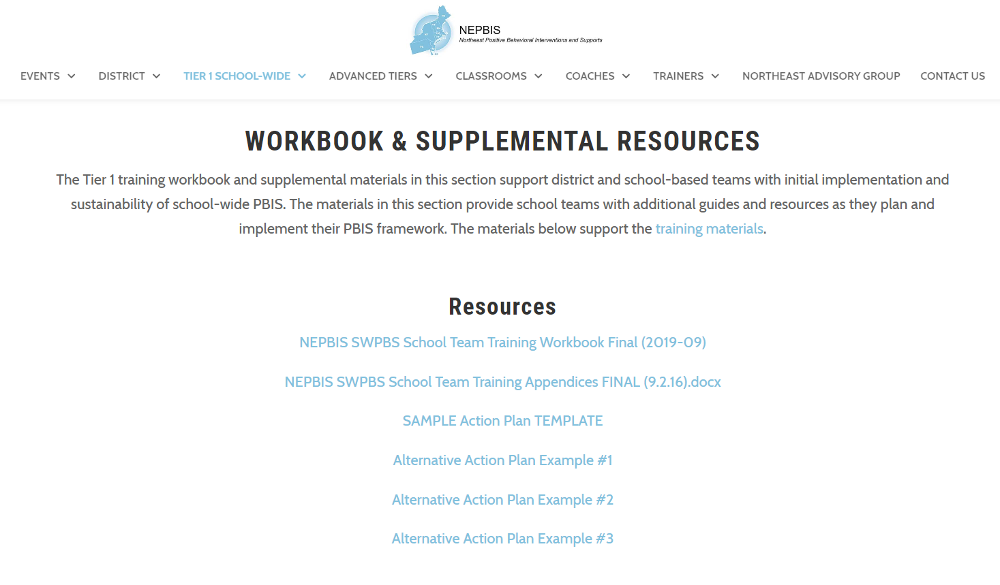 NEPBIS
Northeast Positive Behavioral Interventions and Supports
EVENTS DISTRICT TIER 1 SCHOOL-WIDE ADVANCED TIERS CLASSROOMS COACHES TRAINERS NORTHEAST ADVISORY GROUP CONTACT US
WORKBOOK & SUPPLEMENTAL RESOURCES
The Tier 1 training workbook and supplemental materials in this section support district and school-based teams with initial implementation and
sustainability of school-wide PBIS. The materials in this section provide school teams with additional guides and resources as they plan and
implement their PBIS framework. The materials below support the training materials.
Resources
NEPBIS SWPBS School Team Training Workbook Final (2019-09)
NEPBIS SWPBS School Team Training Appendices FINAL (9.2.16).docx
SAMPLE Action Plan TEMPLATE
Alternative Action Plan Example #1
Alternative Action Plan Example #2
Alternative Action Plan Example #3